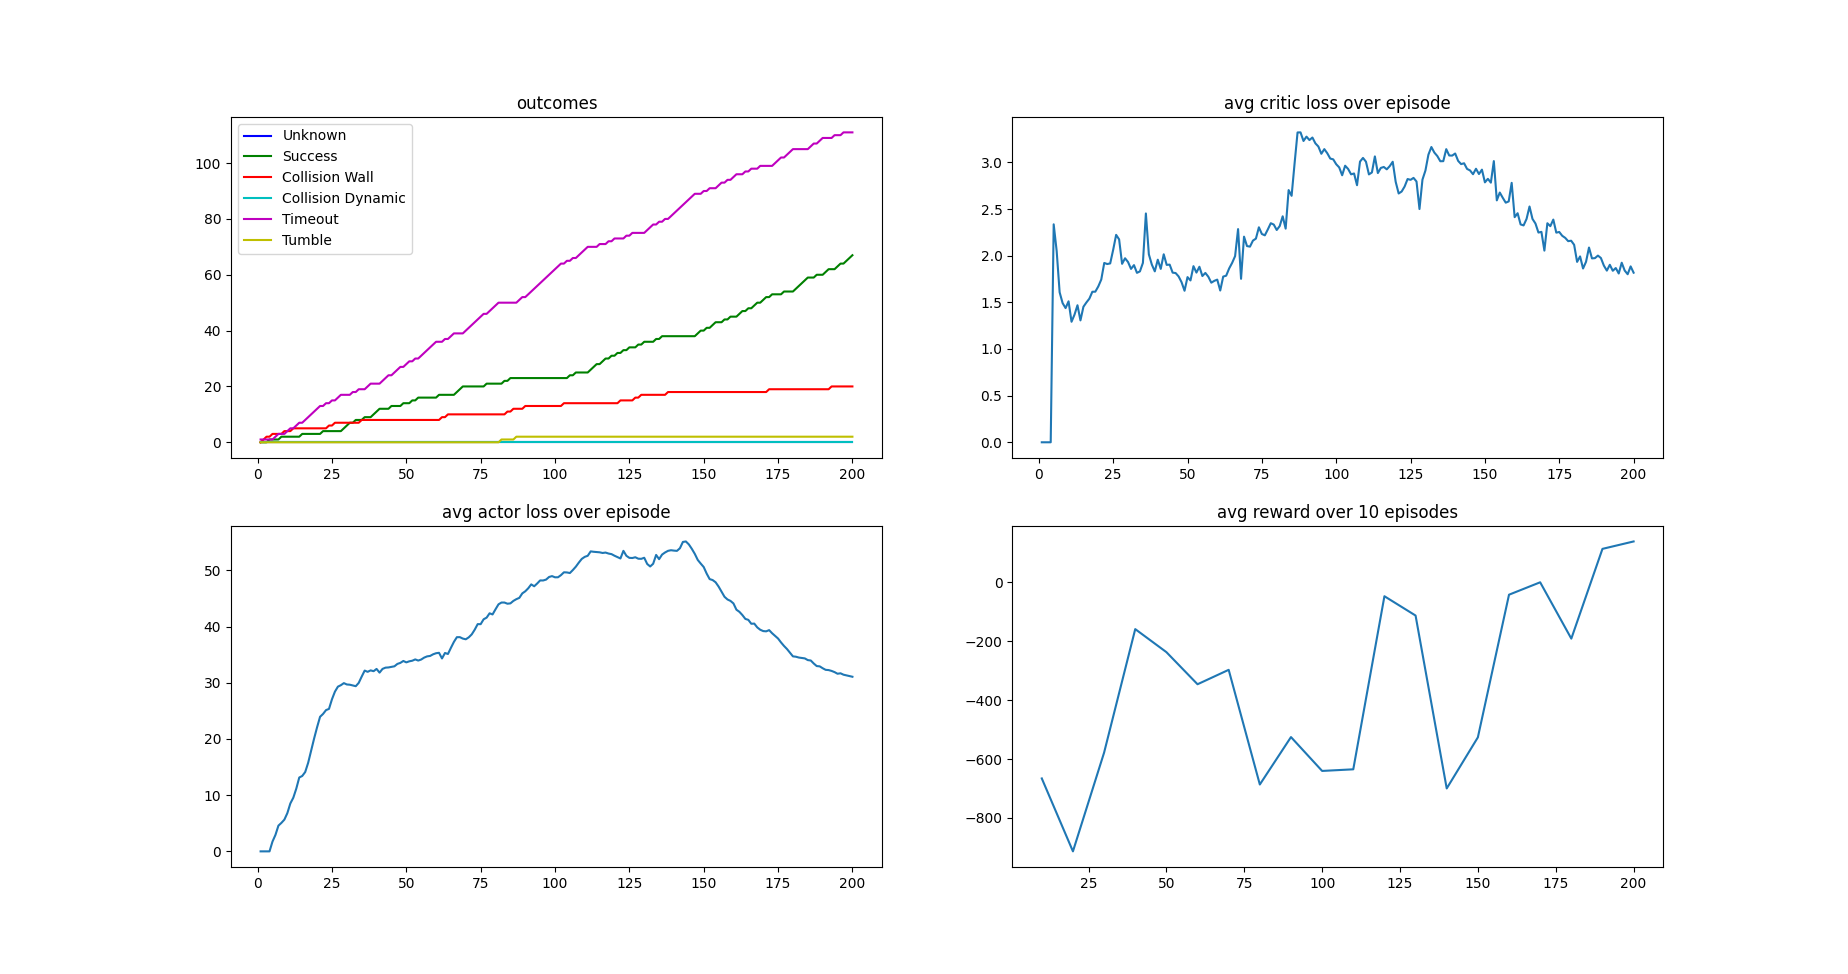 outcomes
Unknown
Success
Collision Wall
Collision Dynamic
Timeout
Tumble
100
80
60
40
20
0
0 25 50 75 100 125 150 175 200
avg critic loss over episode
3.0
2.5
2.0
1.5
1.0
0.5
0.0
0 25 50 75 100 125 150 175 200
avg actor loss over episode
50
40
30
20
10
0
0 25 50 75 100 125 150 175 200
avg reward over 10 episodes
0
−200
−400
−600
−800
25 50 75 100 125 150 175 200